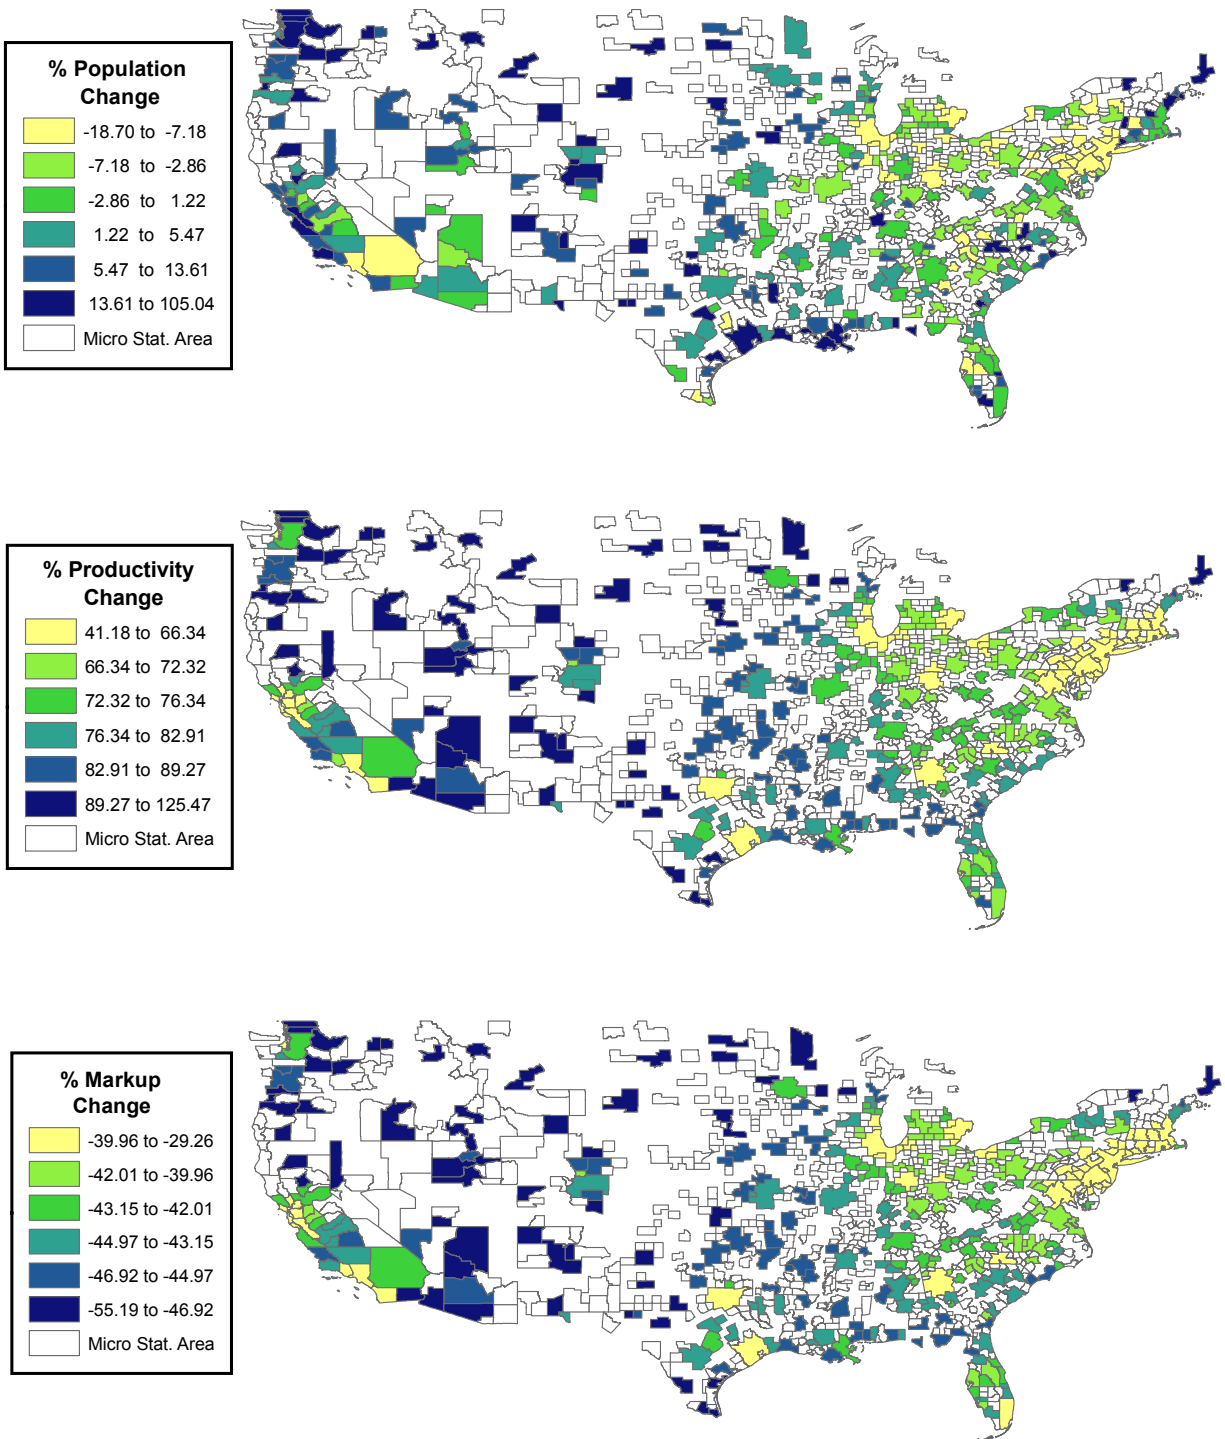 % Population
Change
-18.70 to -7.18
-7.18 to -2.86
-2.86 to 1.22
1.22 to 5.47
5.47 to 13.61
13.61 to 105.04
Micro Stat. Area
% Productivity
Change
41.18 to 66.34
66.34 to 72.32
72.32 to 76.34
76.34 to 82.91
82.91 to 89.27
89.27 to 125.47
Micro Stat. Area
% Markup
Change
-39.96 to -29.26
-42.01 to -39.96
-43.15 to -42.01
-44.97 to -43.15
-46.92 to -44.97
-55.19 to -46.92
Micro Stat. Area